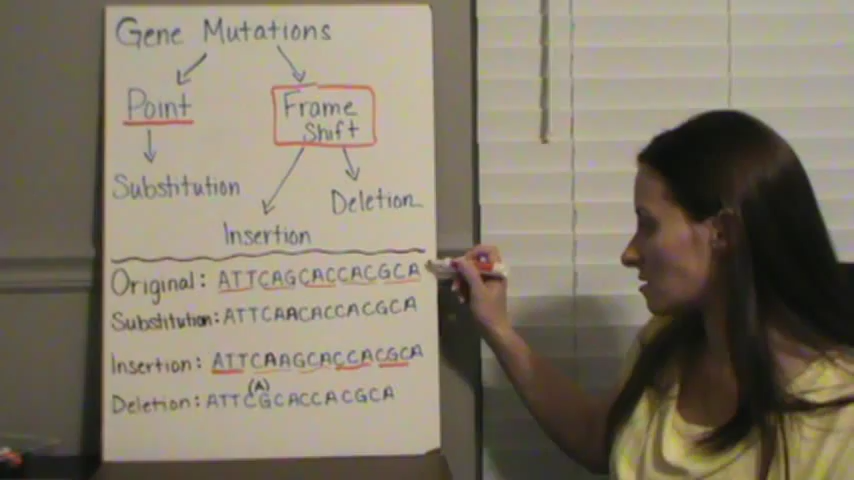 Gene Mutations
Point
Frame
Shift
Substitution
Deletion
Insertion
Original: ATTCAGCACCACGCA
Substitution: ATTCAACACCACGCA
Insertion: ATTCAAGCACCACGCA
(A)
Deletion: ATTCGCACCACGCA